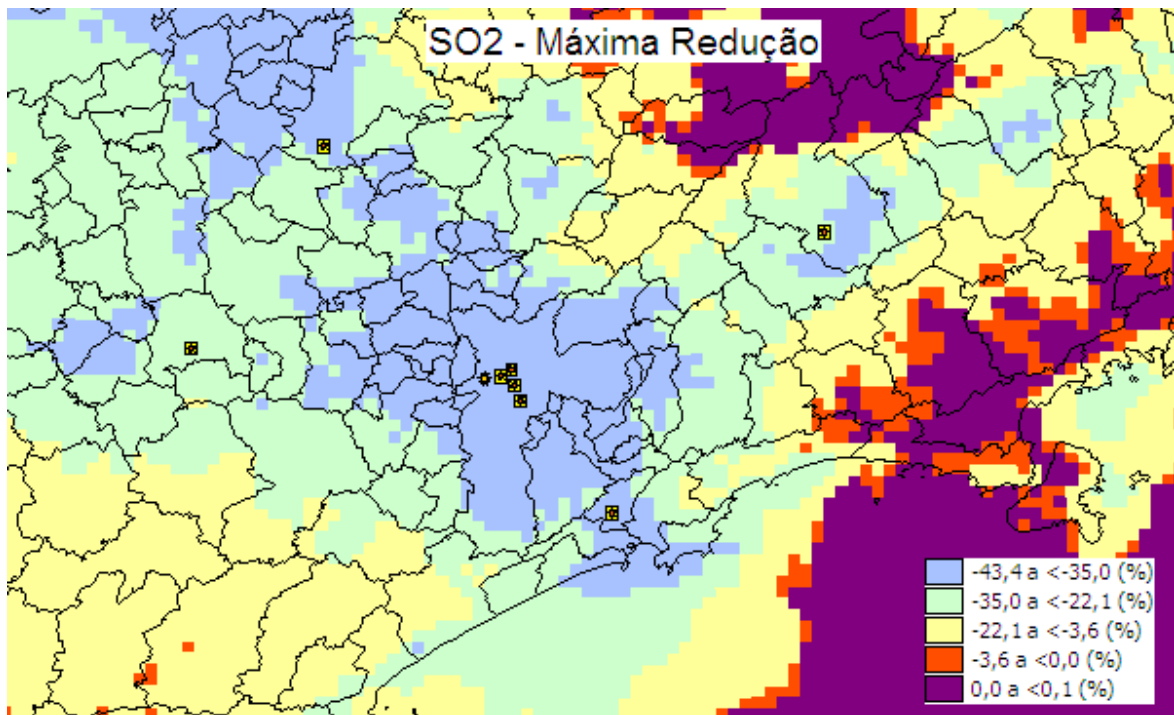 SO2 - Máxima Redução
-43,4 a <-35,0 (%)
-35,0 a <-22,1 (%)
-22,1 a <-3,6 (%)
-3,6 a <0,0 (%)
0,0 a <0,1 (%)